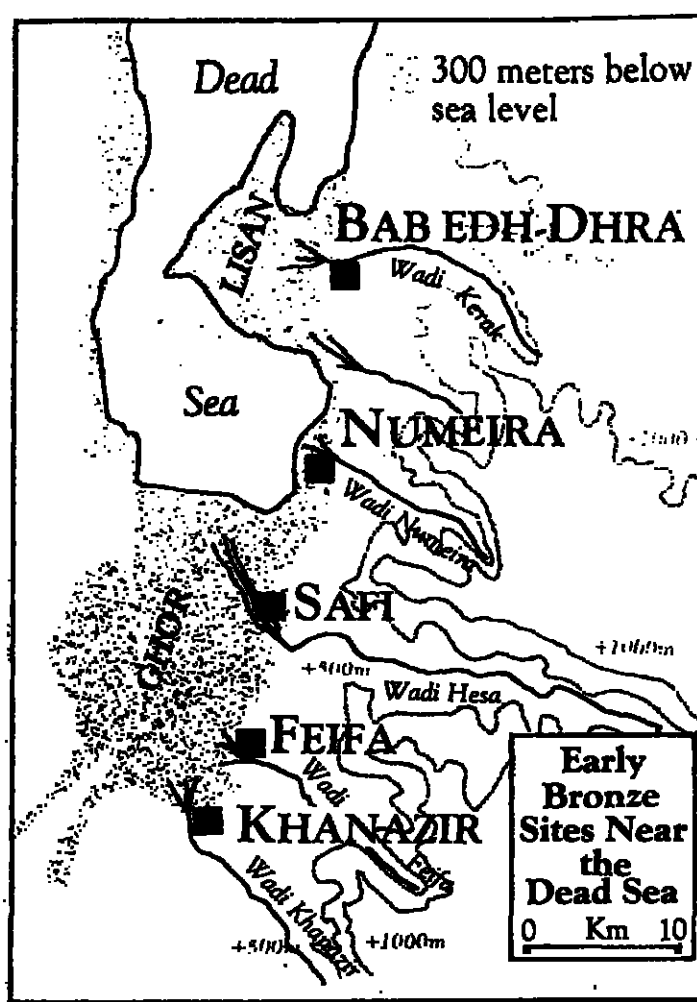 Dead
300 meters below
sea level
LISAN
BAB EDH-DHRA
Wadi Kerak
Sea
NUMEIRA
Wadi Numeira
GHOR
SAFI
+1000m
+500m
Wadi Hesa
FEIFA
Wadi Feifa
KHANAZIR
Wadi Khanazir
+500m
+1000m
Early
Bronze
Sites Near
the
Dead Sea
0 Km 10